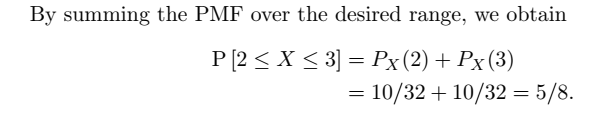 By summing the PMF over the desired range, we obtain
P [2 ≤ X ≤ 3] = P_X(2) + P_X(3)
= 10/32 + 10/32 = 5/8.